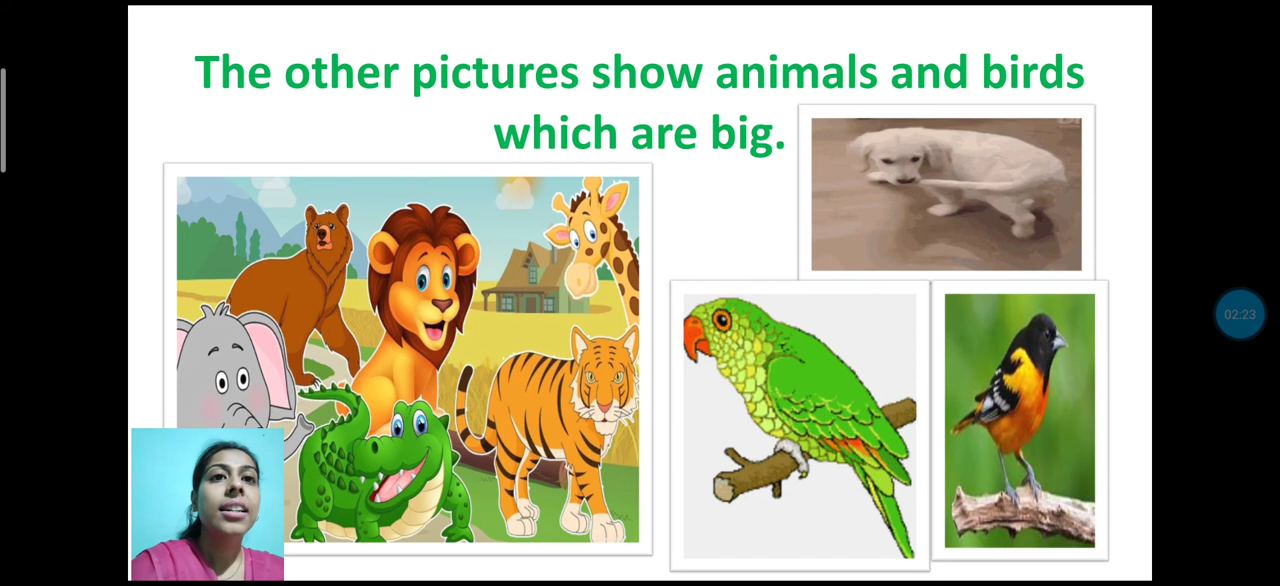 The other pictures show animals and birds
which are big.
02:23